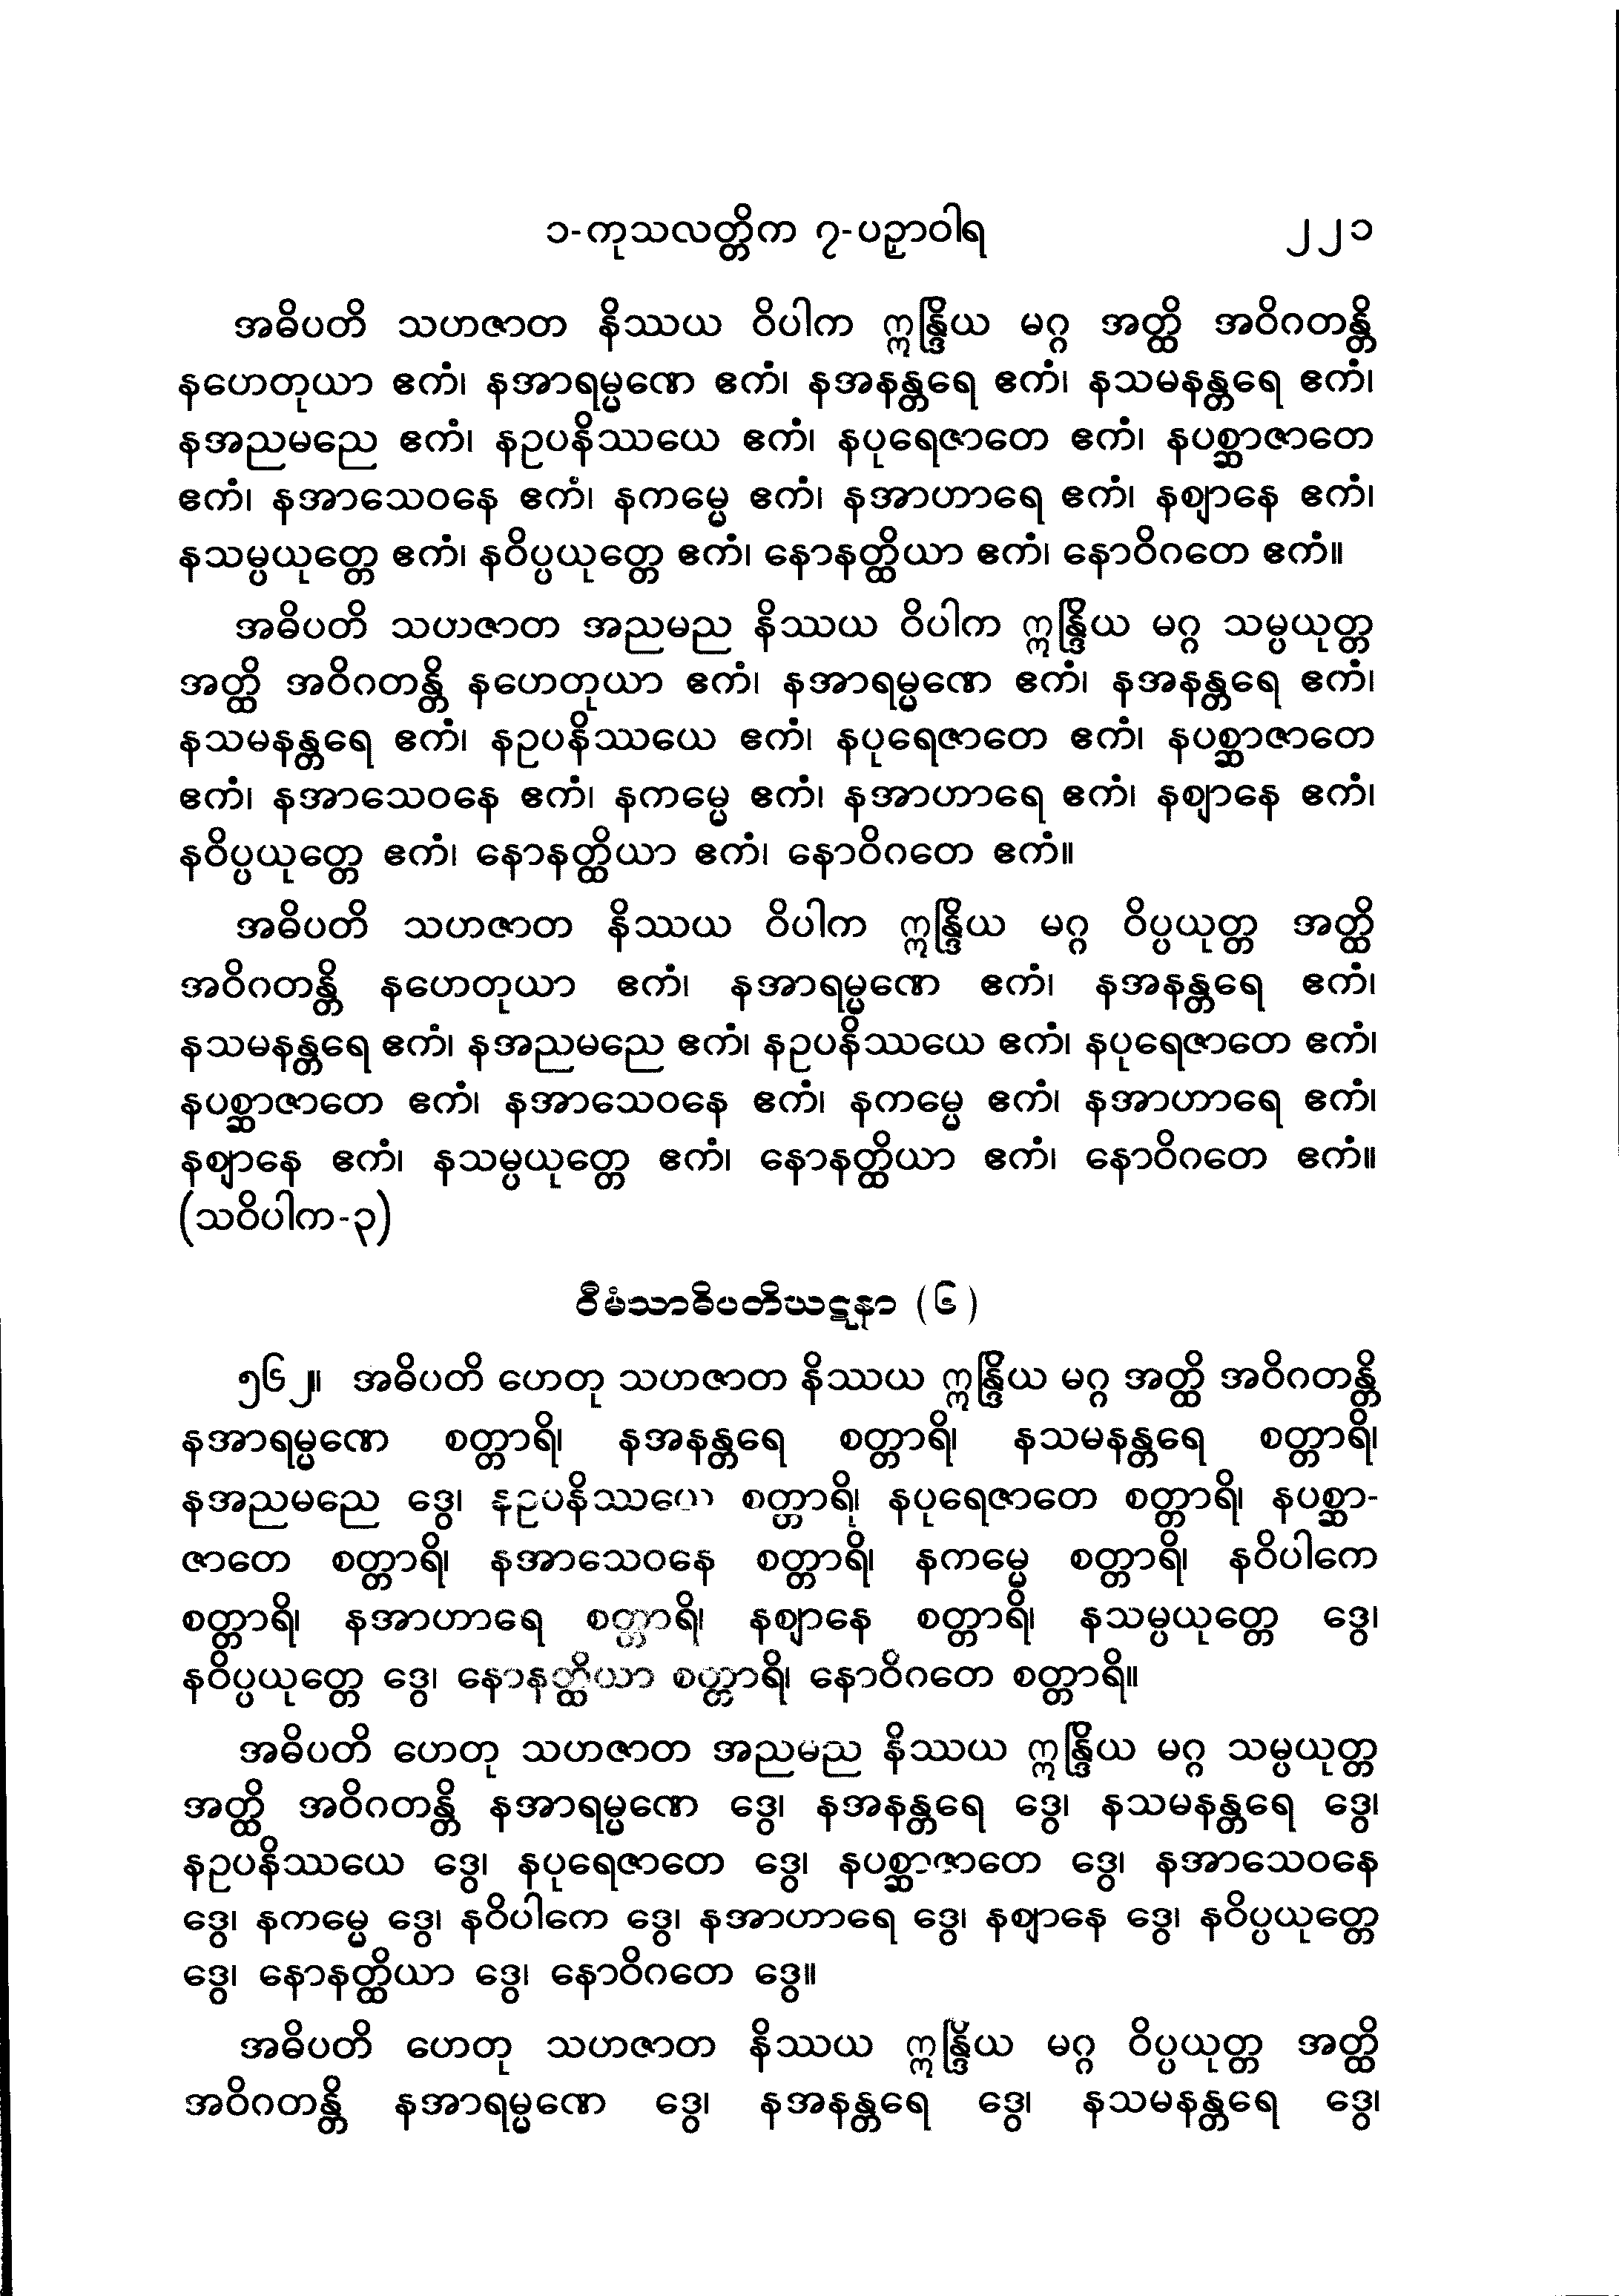 ၁-ကုသလတ္တိက ၇-ပဉှာဝါရ ၂၂၁
အဓိပတိ သဟဇာတ နိဿယ ဝိပါက ဣန္ဒြိယ မဂ္ဂ အတ္ထိ အဝိဂတန္တိ
နဟေတုယာ ဧကံ၊ နအာရမ္မဏေ ဧကံ၊ နအနန္တရေ ဧကံ၊ နသမနန္တရေ ဧကံ၊
နအညမညေ ဧကံ၊ နဥပနိဿယေ ဧကံ၊ နပုရေဇာတေ ဧကံ၊ နပစ္ဆာဇာတေ
ဧကံ၊ နအာသေဝနေ ဧကံ၊ နကမ္မေ ဧကံ၊ နအာဟာရေ ဧကံ၊ နဈာနေ ဧကံ၊
နသမ္ပယုတ္တေ ဧကံ၊ နဝိပ္ပယုတ္တေ ဧကံ၊ နောနတ္ထိယာ ဧကံ၊ နောဝိဂတေ ဧကံ။
အဓိပတိ သဟဇာတ အညမည နိဿယ ဝိပါက ဣန္ဒြိယ မဂ္ဂ သမ္ပယုတ္တ
အတ္ထိ အဝိဂတန္တိ နဟေတုယာ ဧကံ၊ နအာရမ္မဏေ ဧကံ၊ နအနန္တရေ ဧကံ၊
နသမနန္တရေ ဧကံ၊ နဥပနိဿယေ ဧကံ၊ နပုရေဇာတေ ဧကံ၊ နပစ္ဆာဇာတေ
ဧကံ၊ နအာသေဝနေ ဧကံ၊ နကမ္မေ ဧကံ၊ နအာဟာရေ ဧကံ၊ နဈာနေ ဧကံ၊
နဝိပ္ပယုတ္တေ ဧကံ၊ နောနတ္ထိယာ ဧကံ၊ နောဝိဂတေ ဧကံ။
အဓိပတိ သဟဇာတ နိဿယ ဝိပါက ဣန္ဒြိယ မဂ္ဂ ဝိပ္ပယုတ္တ အတ္ထိ
အဝိဂတန္တိ နဟေတုယာ ဧကံ၊ နအာရမ္မဏေ ဧကံ၊ နအနန္တရေ ဧကံ၊
နသမနန္တရေ ဧကံ၊ နအညမညေ ဧကံ၊ နဥပနိဿယေ ဧကံ၊ နပုရေဇာတေ ဧကံ၊
နပစ္ဆာဇာတေ ဧကံ၊ နအာသေဝနေ ဧကံ၊ နကမ္မေ ဧကံ၊ နအာဟာရေ ဧကံ၊
နဈာနေ ဧကံ၊ နသမ္ပယုတ္တေ ဧကံ၊ နောနတ္ထိယာ ဧကံ၊ နောဝိဂတေ ဧကံ။
(သဝိပါက-၃)
ဝီမံသာဓိပတိဃဋနာ (၆)
၅၆၂။ အဓိပတိ ဟေတု သဟဇာတ နိဿယ ဣန္ဒြိယ မဂ္ဂ အတ္ထိ အဝိဂတန္တိ
နအာရမ္မဏေ စတ္တာရိ၊ နအနန္တရေ စတ္တာရိ၊ နသမနန္တရေ စတ္တာရိ၊
နအညမညေ ဒွေ၊ နဥပနိဿယေ စတ္တာရိ၊ နပုရေဇာတေ စတ္တာရိ၊ နပစ္ဆာ-
ဇာတေ စတ္တာရိ၊ နအာသေဝနေ စတ္တာရိ၊ နကမ္မေ စတ္တာရိ၊ နဝိပါကေ
စတ္တာရိ၊ နအာဟာရေ စတ္တာရိ၊ နဈာနေ စတ္တာရိ၊ နသမ္ပယုတ္တေ ဒွေ၊
နဝိပ္ပယုတ္တေ ဒွေ၊ နောနတ္ထိယာ စတ္တာရိ၊ နောဝိဂတေ စတ္တာရိ။
အဓိပတိ ဟေတု သဟဇာတ အညမည နိဿယ ဣန္ဒြိယ မဂ္ဂ သမ္ပယုတ္တ
အတ္ထိ အဝိဂတန္တိ နအာရမ္မဏေ ဒွေ၊ နအနန္တရေ ဒွေ၊ နသမနန္တရေ ဒွေ၊
နဥပနိဿယေ ဒွေ၊ နပုရေဇာတေ ဒွေ၊ နပစ္ဆာဇာတေ ဒွေ၊ နအာသေဝနေ
ဒွေ၊ နကမ္မေ ဒွေ၊ နဝိပါကေ ဒွေ၊ နအာဟာရေ ဒွေ၊ နဈာနေ ဒွေ၊ နဝိပ္ပယုတ္တေ
ဒွေ၊ နောနတ္ထိယာ ဒွေ၊ နောဝိဂတေ ဒွေ။
အဓိပတိ ဟေတု သဟဇာတ နိဿယ ဣန္ဒြိယ မဂ္ဂ ဝိပ္ပယုတ္တ အတ္ထိ
အဝိဂတန္တိ နအာရမ္မဏေ ဒွေ၊ နအနန္တရေ ဒွေ၊ နသမနန္တရေ ဒွေ၊